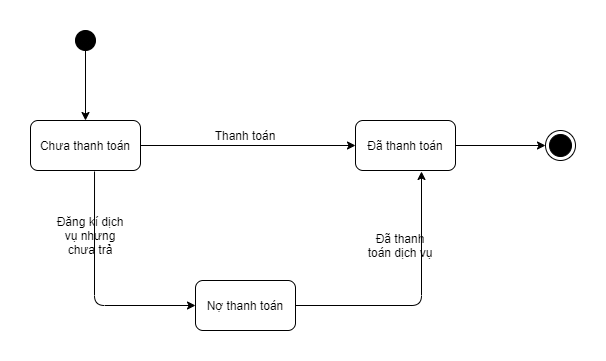 Thanh toán
Chưa thanh toán
Đã thanh toán
Đăng kí dịch
vụ nhưng
chưa trả
Đã thanh
toán dịch vụ
Nợ thanh toán